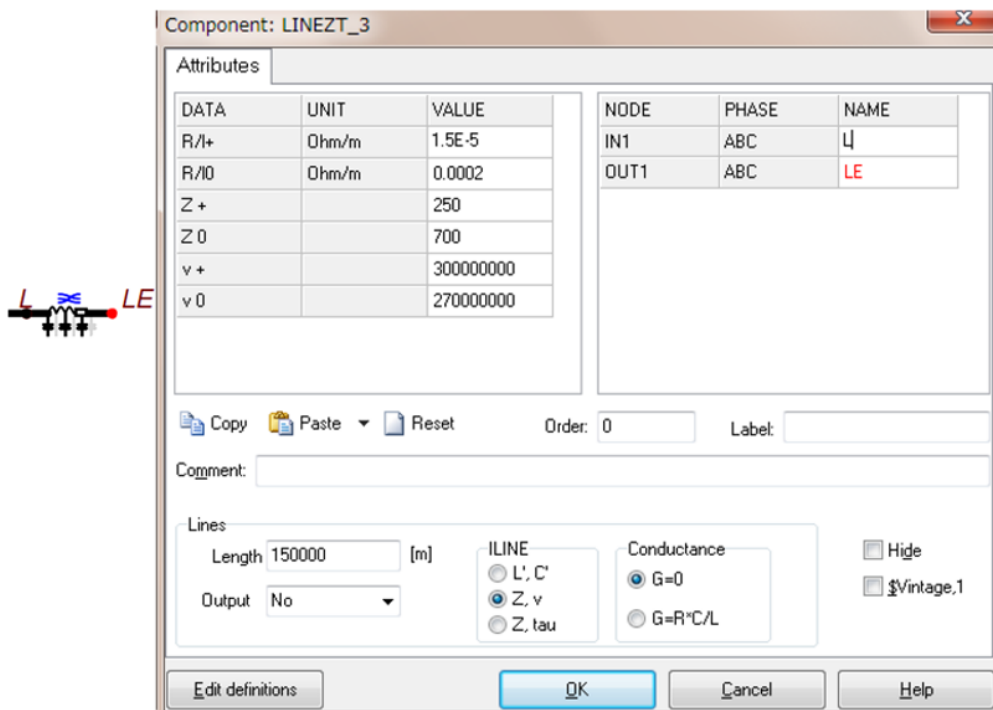 Component: LINEZT_3
Attributes
DATA UNIT VALUE
R/l+ Ohm/m 1.5E-5
R/l0 Ohm/m 0.0002
Z + 250
Z 0 700
v + 300000000
v 0 270000000
NODE PHASE NAME
IN1 ABC L
OUT1 ABC LE
L LE
Copy Paste Reset Order: 0 Label:
Comment:
Lines
Length 150000 [m]
Output No
ILINE
L', C'
Z, v
Z, tau
Conductance
G=0
G=R*C/L
Hide
$Vintage,1
Edit definitions OK Cancel Help